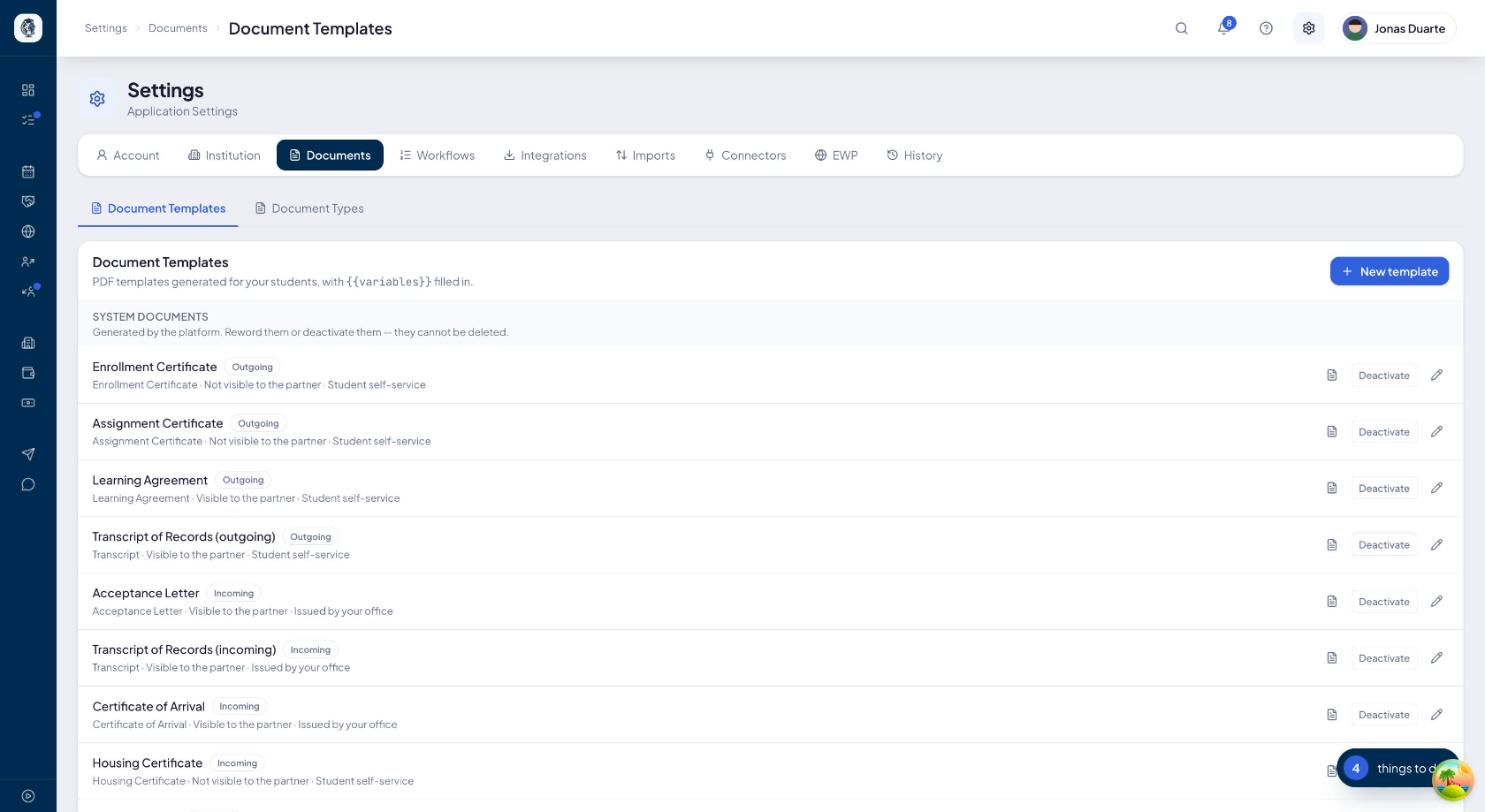 Settings
Documents
Document Templates
8
Jonas Duarte
Settings
Application Settings
Account
Institution
Documents
Workflows
Integrations
Imports
Connectors
EWP
History
Document Templates
Document Types
Document Templates
PDF templates generated for your students, with {{variables}} filled in.
New template
SYSTEM DOCUMENTS
Generated by the platform. Reword them or deactivate them — they cannot be deleted.
Enrollment Certificate Outgoing
Enrollment Certificate · Not visible to the partner · Student self-service
Deactivate
Assignment Certificate Outgoing
Assignment Certificate · Not visible to the partner · Student self-service
Deactivate
Learning Agreement Outgoing
Learning Agreement · Visible to the partner · Student self-service
Deactivate
Transcript of Records (outgoing) Outgoing
Transcript · Visible to the partner · Student self-service
Deactivate
Acceptance Letter Incoming
Acceptance Letter · Visible to the partner · Issued by your office
Deactivate
Transcript of Records (incoming) Incoming
Transcript · Visible to the partner · Issued by your office
Deactivate
Certificate of Arrival Incoming
Certificate of Arrival · Visible to the partner · Issued by your office
Deactivate
Housing Certificate Incoming
Housing Certificate · Not visible to the partner · Student self-service
4 things to